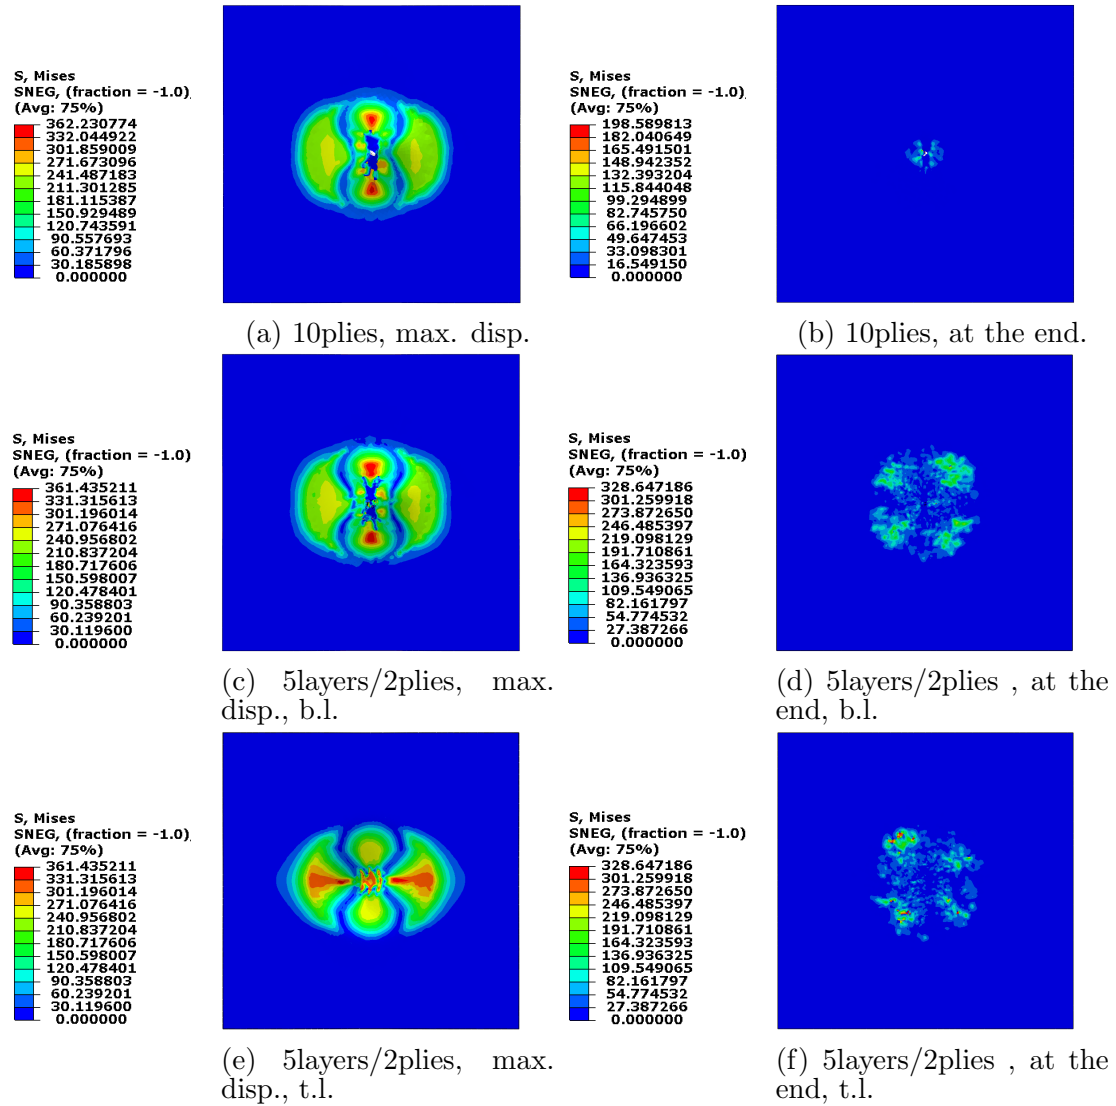 S, Mises
SNEG, (fraction = -1.0)
(Avg: 75%)
362.230774
332.044922
301.859009
271.673096
241.487183
211.301285
181.115387
150.929489
120.743591
90.557693
60.371796
30.185898
0.000000
(a) 10plies, max. disp.
S, Mises
SNEG, (fraction = -1.0)
(Avg: 75%)
198.589813
182.040649
165.491501
148.942352
132.393204
115.844048
99.294899
82.745750
66.196602
49.647453
33.098301
16.549150
0.000000
(b) 10plies, at the end.
S, Mises
SNEG, (fraction = -1.0)
(Avg: 75%)
361.435211
331.315613
301.196014
271.076416
240.956802
210.837204
180.717606
150.598007
120.478401
90.358803
60.239201
30.119600
0.000000
(c) 5layers/2plies, max.
disp., b.l.
S, Mises
SNEG, (fraction = -1.0)
(Avg: 75%)
328.647186
301.259918
273.872650
246.485397
219.098129
191.710861
164.323593
136.936325
109.549065
82.161797
54.774532
27.387266
0.000000
(d) 5layers/2plies , at the
end, b.l.
S, Mises
SNEG, (fraction = -1.0)
(Avg: 75%)
361.435211
331.315613
301.196014
271.076416
240.956802
210.837204
180.717606
150.598007
120.478401
90.358803
60.239201
30.119600
0.000000
(e) 5layers/2plies, max.
disp., t.l.
S, Mises
SNEG, (fraction = -1.0)
(Avg: 75%)
328.647186
301.259918
273.872650
246.485397
219.098129
191.710861
164.323593
136.936325
109.549065
82.161797
54.774532
27.387266
0.000000
(f) 5layers/2plies , at the
end, t.l.